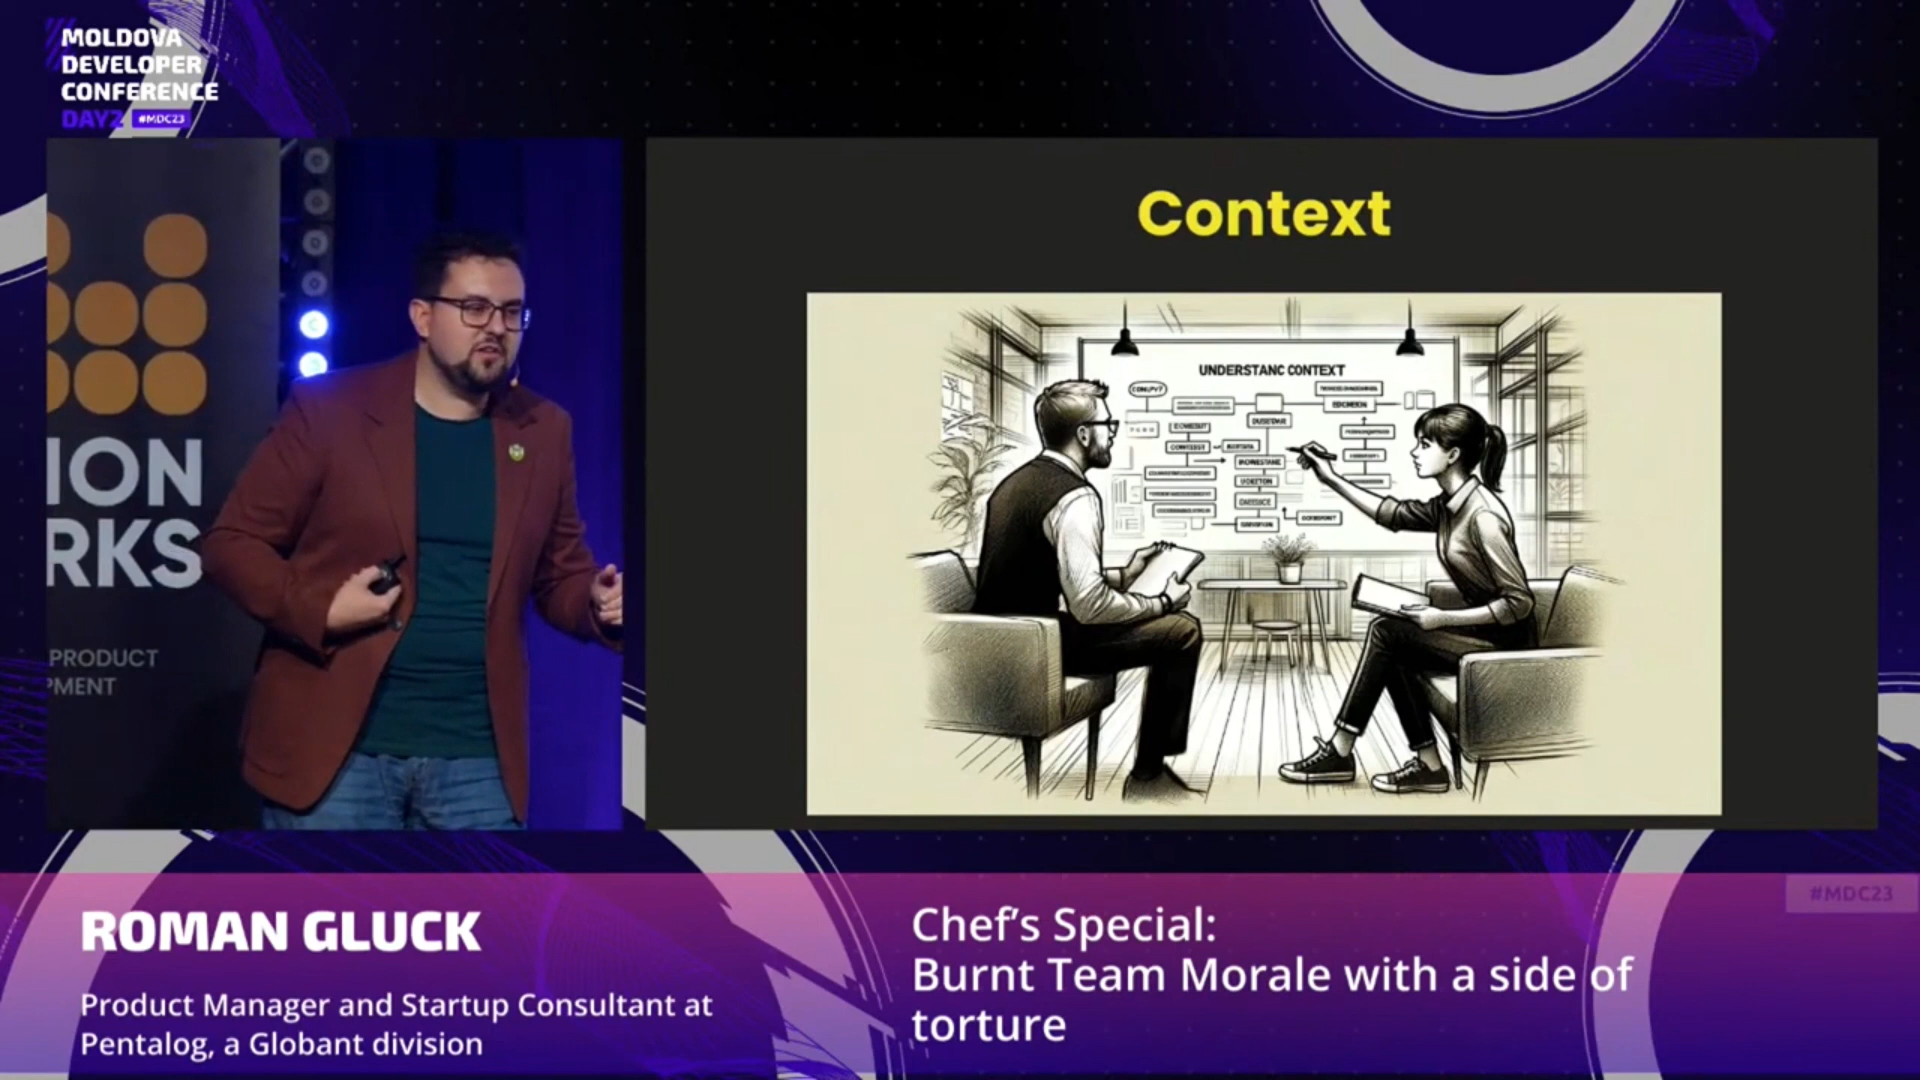 MOLDOVA
DEVELOPER
CONFERENCE
DAY2 #MDC23
ION
RKS
PRODUCT
PMENT
Context
UNDERSTANC CONTEXT
#MDC23
ROMAN GLUCK
Product Manager and Startup Consultant at
Pentalog, a Globant division
Chef's Special:
Burnt Team Morale with a side of
torture